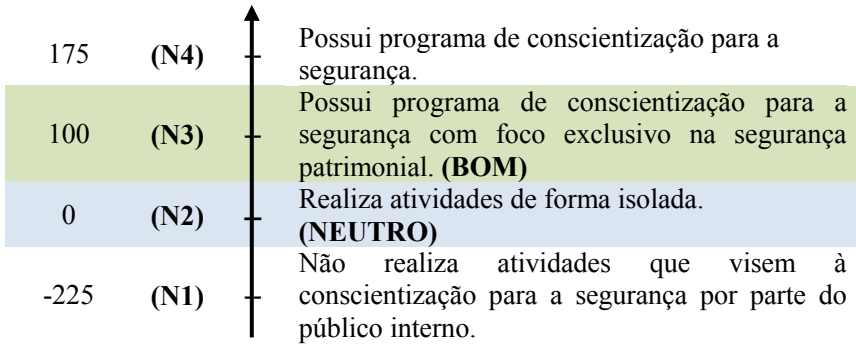 175 (N4) Possui programa de conscientização para a
segurança.
Possui programa de conscientização para a
100 (N3) segurança com foco exclusivo na segurança
patrimonial. (BOM)
0 (N2) Realiza atividades de forma isolada.
(NEUTRO)
Não realiza atividades que visem à
-225 (N1) conscientização para a segurança por parte do
público interno.